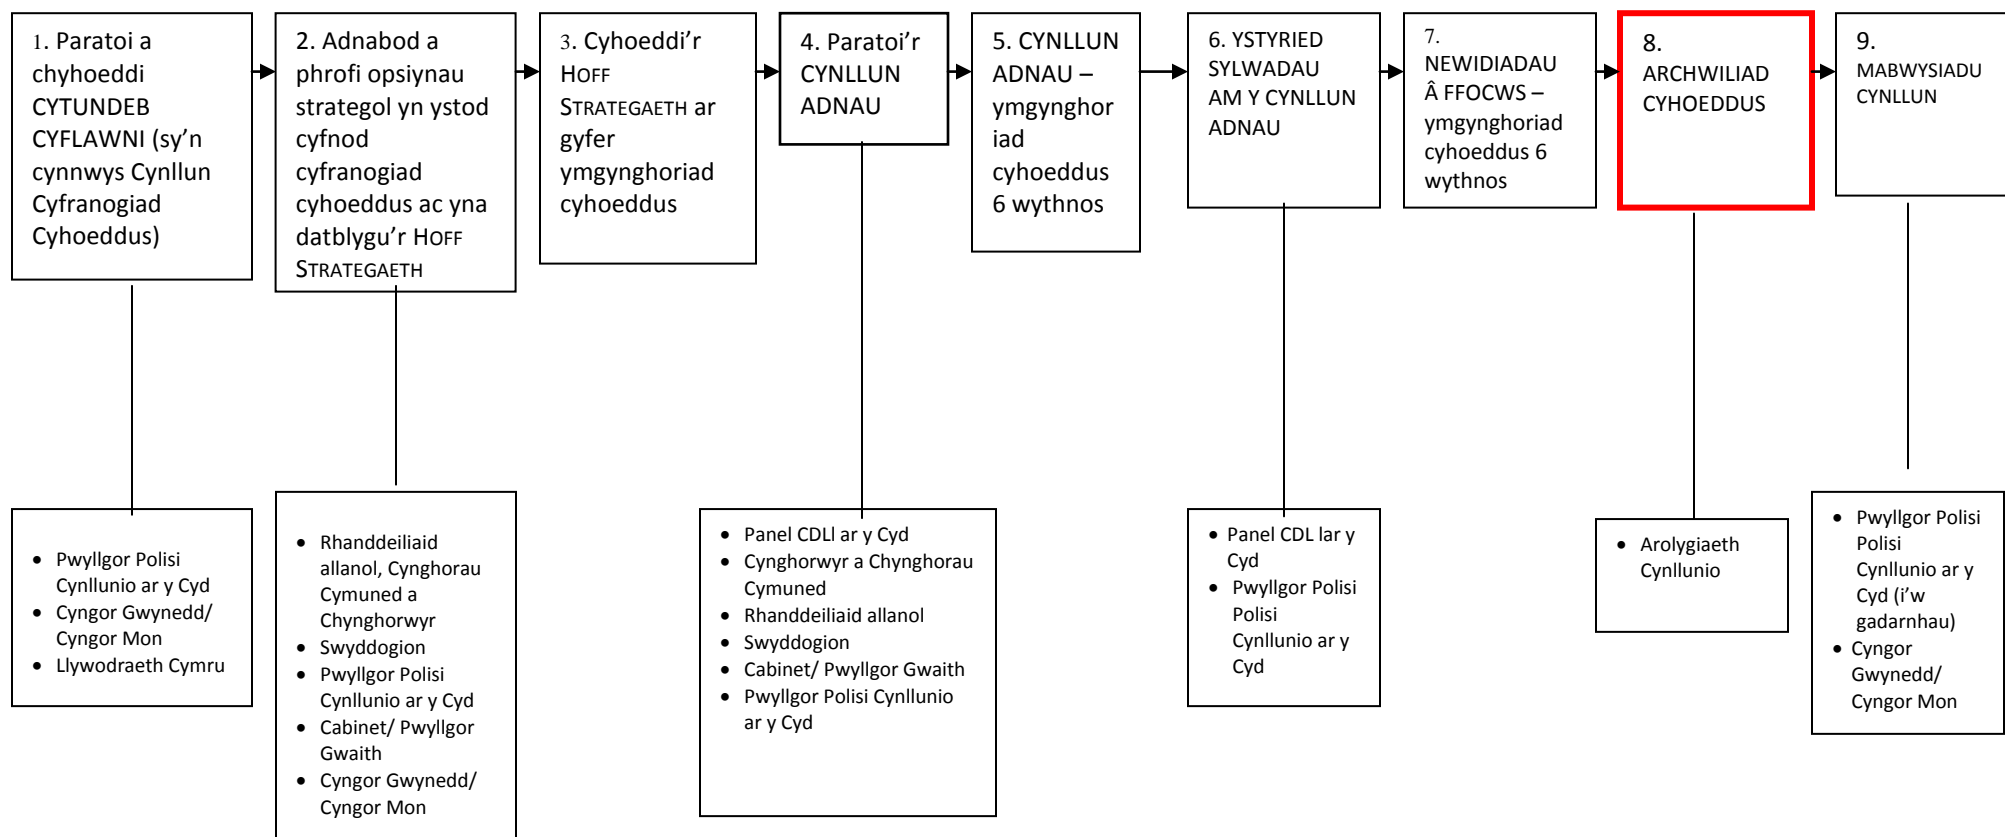 1. Paratoi a
chyhoeddi
CYTUNDEB
CYFLAWNI (sy’n
cynnwys Cynllun
Cyfranogiad
Cyhoeddus)
2. Adnabod a
phrofi opsiynau
strategol yn ystod
cyfnod
cyfranogiad
cyhoeddus ac yna
datblygu’r HOFF
STRATEGAETH
3. Cyhoeddi’r
HOFF
STRATEGAETH ar
gyfer
ymgynghoriad
cyhoeddus
4. Paratoi’r
CYNLLUN
ADNAU
5. CYNLLUN
ADNAU –
ymgynghor
iad
cyhoeddus
6 wythnos
6. YSTYRIED
SYLWADAU
AM Y CYNLLUN
ADNAU
7.
NEWIDIADAU
Â FFOCWS –
ymgynghoriad
cyhoeddus 6
wythnos
8.
ARCHWILIAD
CYHOEDDUS
9.
MABWYSIADU
CYNLLUN
• Pwyllgor Polisi
Cynllunio ar y Cyd
• Cyngor Gwynedd/
Cyngor Mon
• Llywodraeth Cymru
• Rhanddeiliaid
allanol, Cynghorau
Cymuned a
Chynghorwyr
• Swyddogion
• Pwyllgor Polisi
Cynllunio ar y Cyd
• Cabinet/ Pwyllgor
Gwaith
• Cyngor Gwynedd/
Cyngor Mon
• Panel CDLl ar y Cyd
• Cynghorwyr a Chynghorau
Cymuned
• Rhanddeiliaid allanol
• Swyddogion
• Cabinet/ Pwyllgor Gwaith
• Pwyllgor Polisi Cynllunio
ar y Cyd
• Panel CDL lar y
Cyd
• Pwyllgor Polisi
Polisi
Cynllunio ar y
Cyd
• Arolygiaeth
Cynllunio
• Pwyllgor Polisi
Polisi
Cynllunio ar y
Cyd (i’w
gadarnhau)
• Cyngor
Gwynedd/
Cyngor Mon